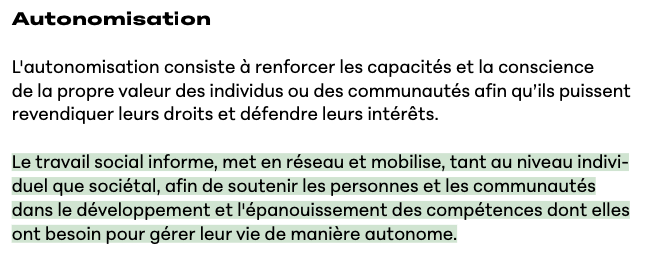 Autonomisation
L'autonomisation consiste à renforcer les capacités et la conscience
de la propre valeur des individus ou des communautés afin qu'ils puissent
revendiquer leurs droits et défendre leurs intérêts.
Le travail social informe, met en réseau et mobilise, tant au niveau indivi-
duel que sociétal, afin de soutenir les personnes et les communautés
dans le développement et l'épanouissement des compétences dont elles
ont besoin pour gérer leur vie de manière autonome.